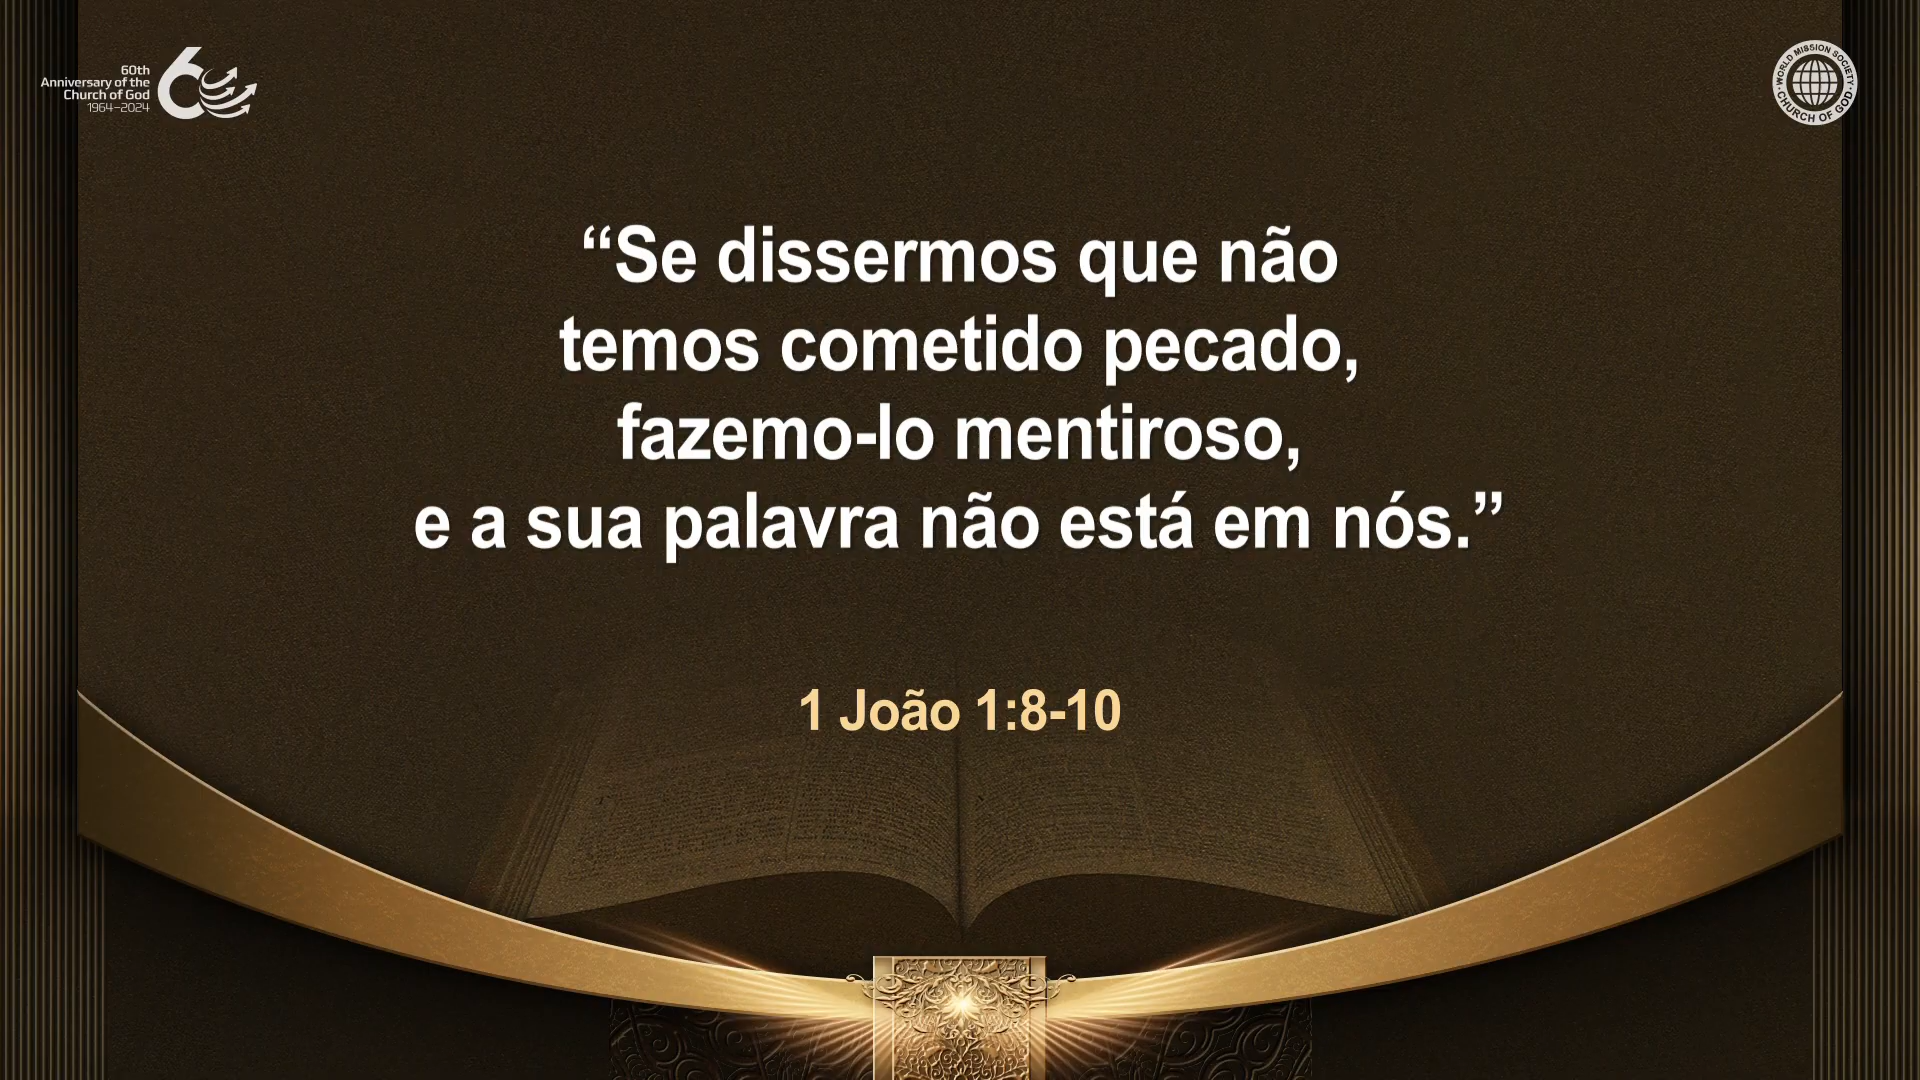 60th
Anniversary of the
Church of God
1964–2024
WORLD MISSION SOCIETY
CHURCH OF GOD
“Se dissermos que não
temos cometido pecado,
fazemo-lo mentiroso,
e a sua palavra não está em nós.”
1 João 1:8-10